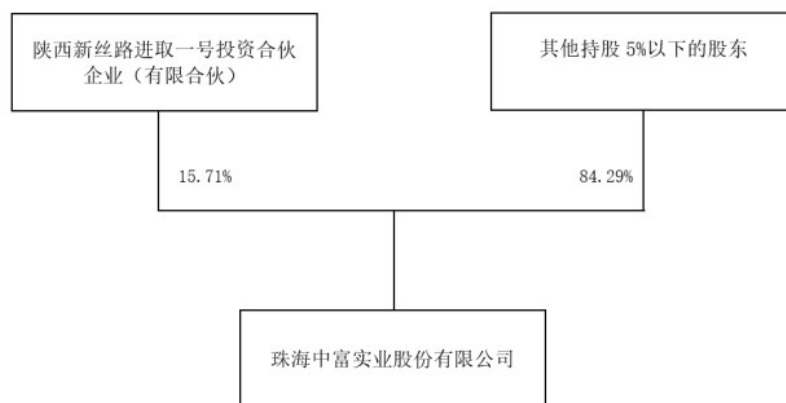 陕西新丝路进取一号投资合伙
企业（有限合伙）
其他持股 5%以下的股东
15.71%
84.29%
珠海中富实业股份有限公司